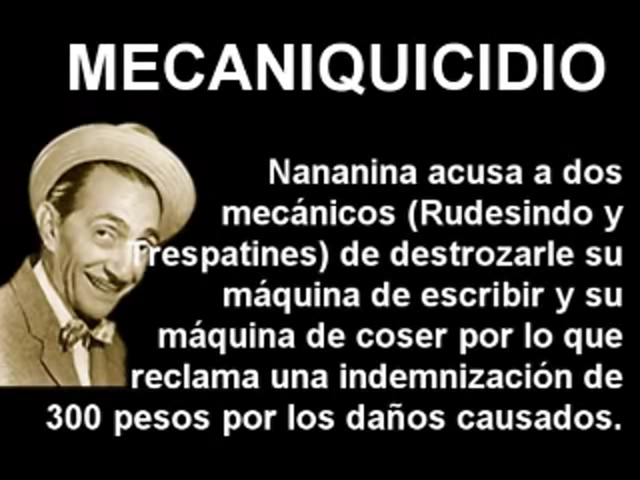 MECANIQUICIDIO
Nananina acusa a dos
mecánicos (Rudesindo y
Trespatines) de destrozarle su
máquina de escribir y su
máquina de coser por lo que
reclama una indemnización de
300 pesos por los daños causados.